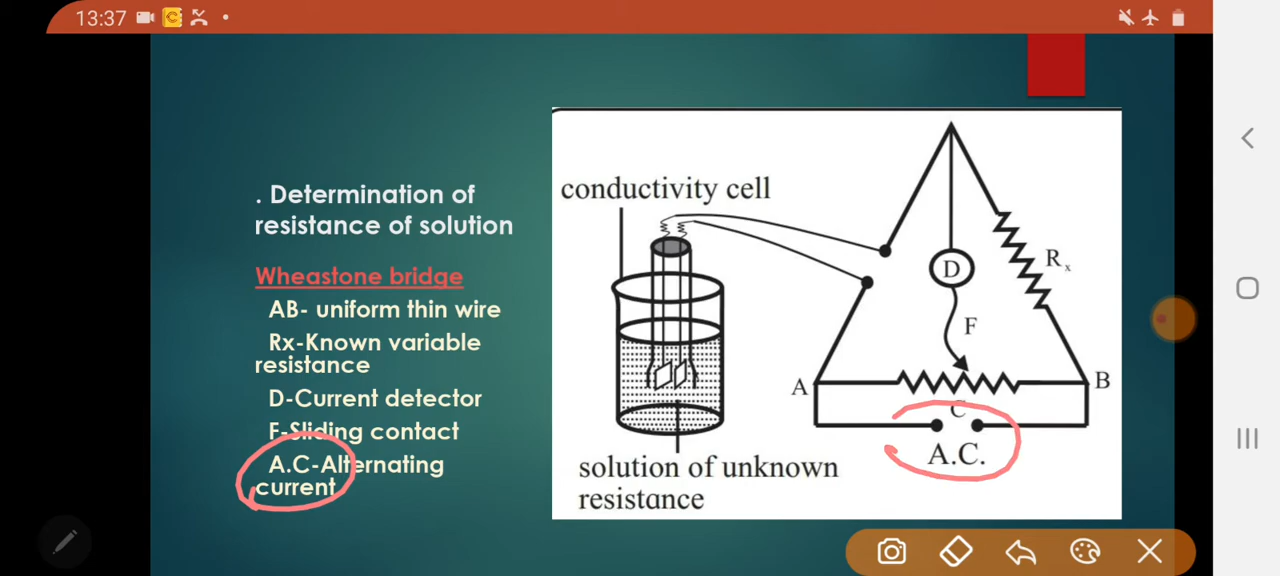 13:37
. Determination of
resistance of solution
Wheastone bridge
AB- uniform thin wire
Rx-Known variable
resistance
D-Current detector
F-Sliding contact
A.C-Alternating
current
conductivity cell
D
Rx
F
A
B
C
A.C.
solution of unknown
resistance